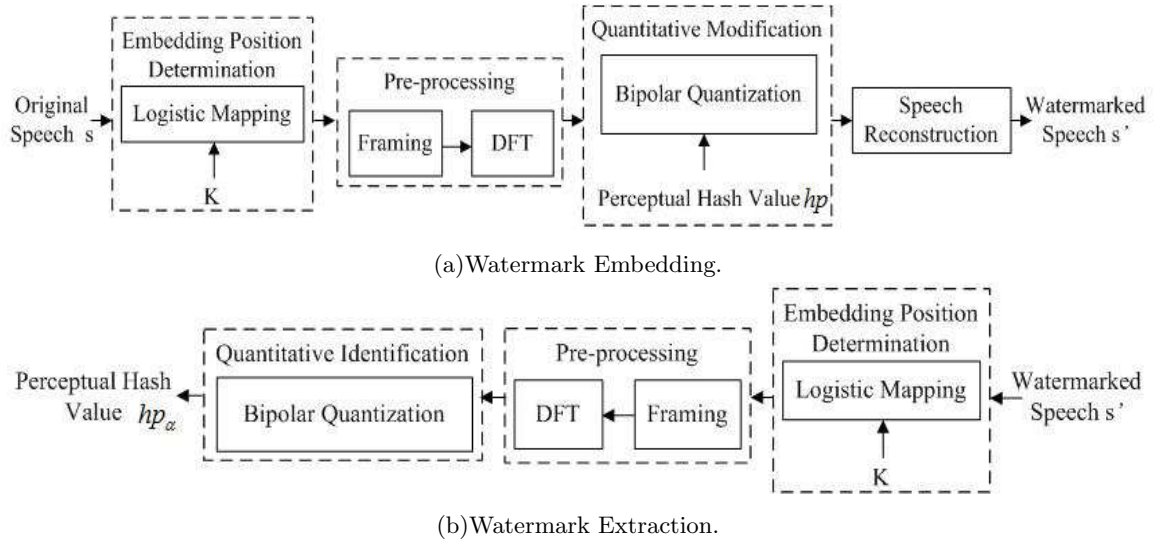 Original
Speech s
Embedding Position
Determination
Logistic Mapping
K
Pre-processing
Framing
DFT
Quantitative Modification
Bipolar Quantization
Perceptual Hash Value hp
Speech
Reconstruction
Watermarked
Speech s'
(a)Watermark Embedding.
Perceptual Hash
Value hpα
Quantitative Identification
Bipolar Quantization
Pre-processing
DFT
Framing
Embedding Position
Determination
Logistic Mapping
K
Watermarked
Speech s'
(b)Watermark Extraction.